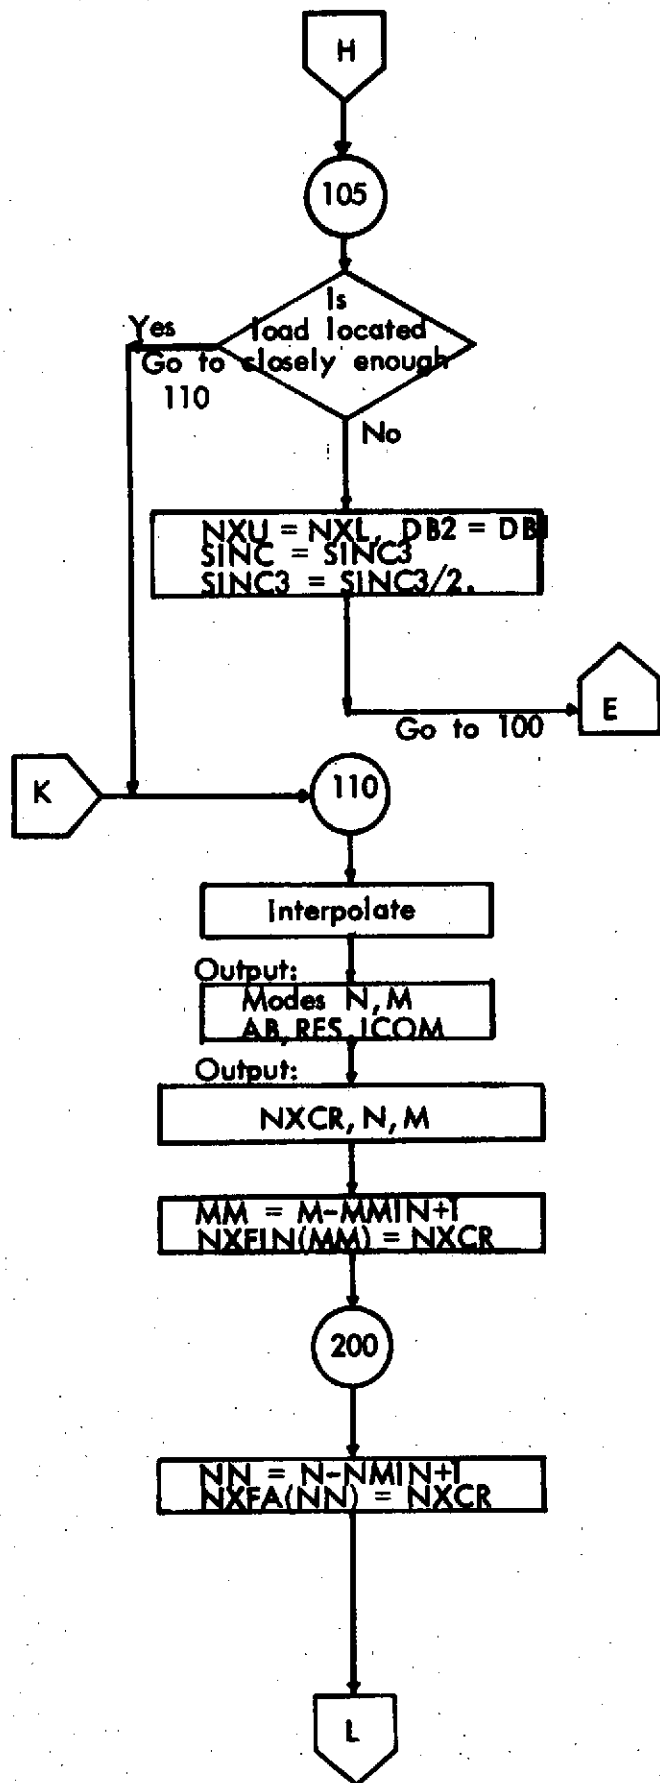 H
105
Is
load located
closely enough
Yes
Go to
110
No
NXU = NXL, DB2 = DB1
SINC = SINC3
SINC3 = SINC3/2.
E
Go to 100
K
110
Interpolate
Output:
Modes N, M
AB, RES, ICOM
Output:
NXCR, N, M
MM = M-MMIN+1
NXFIN(MM) = NXCR
200
NN = N-NMIN+1
NXFA(NN) = NXCR
L